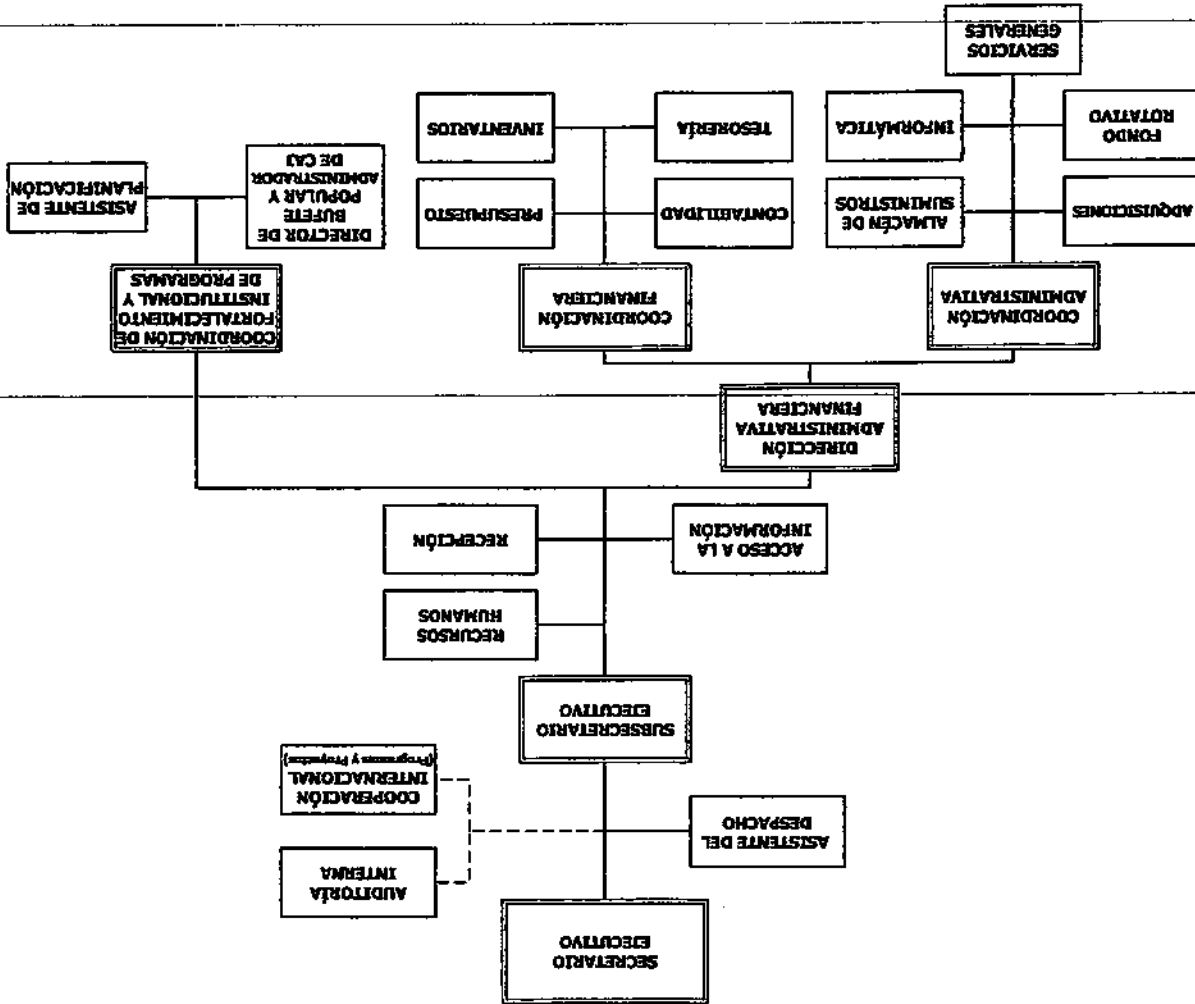 SECRETARIO
EJECUTIVO
AUDITORÍA
INTERNA
ASISTENTE DEL
DESPACHO
COOPERACIÓN
INTERNACIONAL
(Programas y Proyectos)
SUBSECRETARIO
EJECUTIVO
RECURSOS
HUMANOS
ACCESO A LA
INFORMACIÓN
RECEPCIÓN
DIRECCIÓN
ADMINISTRATIVA
FINANCIERA
COORDINACIÓN
ADMINISTRATIVA
COORDINACIÓN
FINANCIERA
COORDINACIÓN DE
FORTALECIMIENTO
INSTITUCIONAL Y
DE PROGRAMAS
ADQUISICIONES
ALMACÉN DE
SUMINISTROS
CONTABILIDAD
PRESUPUESTO
DIRECTOR DE
BUFETE
POPULAR Y
ADMINISTRADOR
DE CAJ
ASISTENTE DE
PLANIFICACIÓN
FONDO
ROTATIVO
INFORMÁTICA
TESORERÍA
INVENTARIOS
SERVICIOS
GENERALES